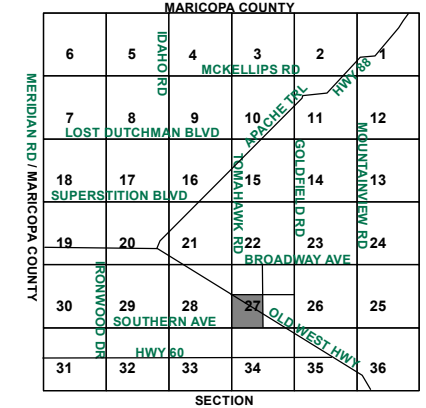 MARICOPA COUNTY
6 5 4 3 2 1
IDAHO RD
MCKELLIPS RD
HWY 88
7 8 9 10 11 12
APACHE TRL
LOST DUTCHMAN BLVD
MERIDIAN RD / MARICOPA COUNTY
TOMAHAWK RD
GOLDFIELD RD
MOUNTAINVIEW RD
18 17 16 15 14 13
SUPERSTITION BLVD
19 20 21 22 23 24
BROADWAY AVE
IRONWOOD DR
30 29 28 27 26 25
SOUTHERN AVE
OLD WEST HWY
HWY 60
31 32 33 34 35 36
SECTION